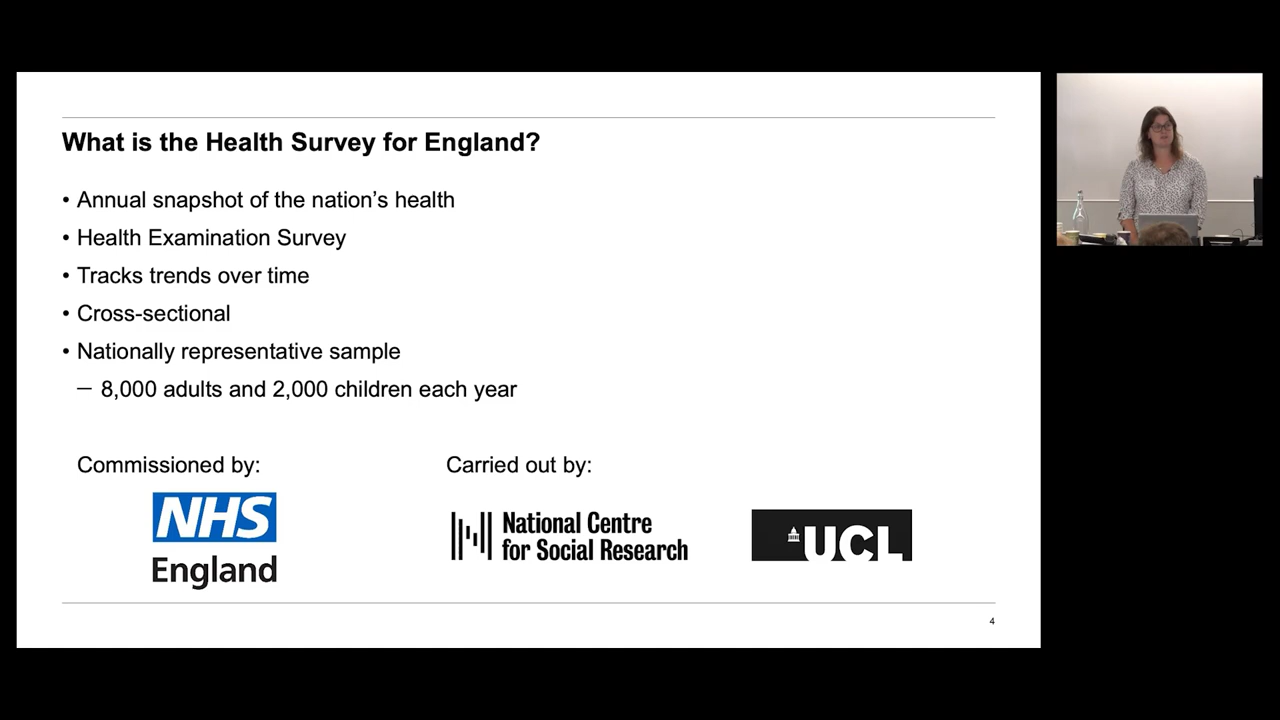 What is the Health Survey for England?
• Annual snapshot of the nation’s health
• Health Examination Survey
• Tracks trends over time
• Cross-sectional
• Nationally representative sample
– 8,000 adults and 2,000 children each year
Commissioned by:
Carried out by:
NHS
England
National Centre
for Social Research
UCL
4